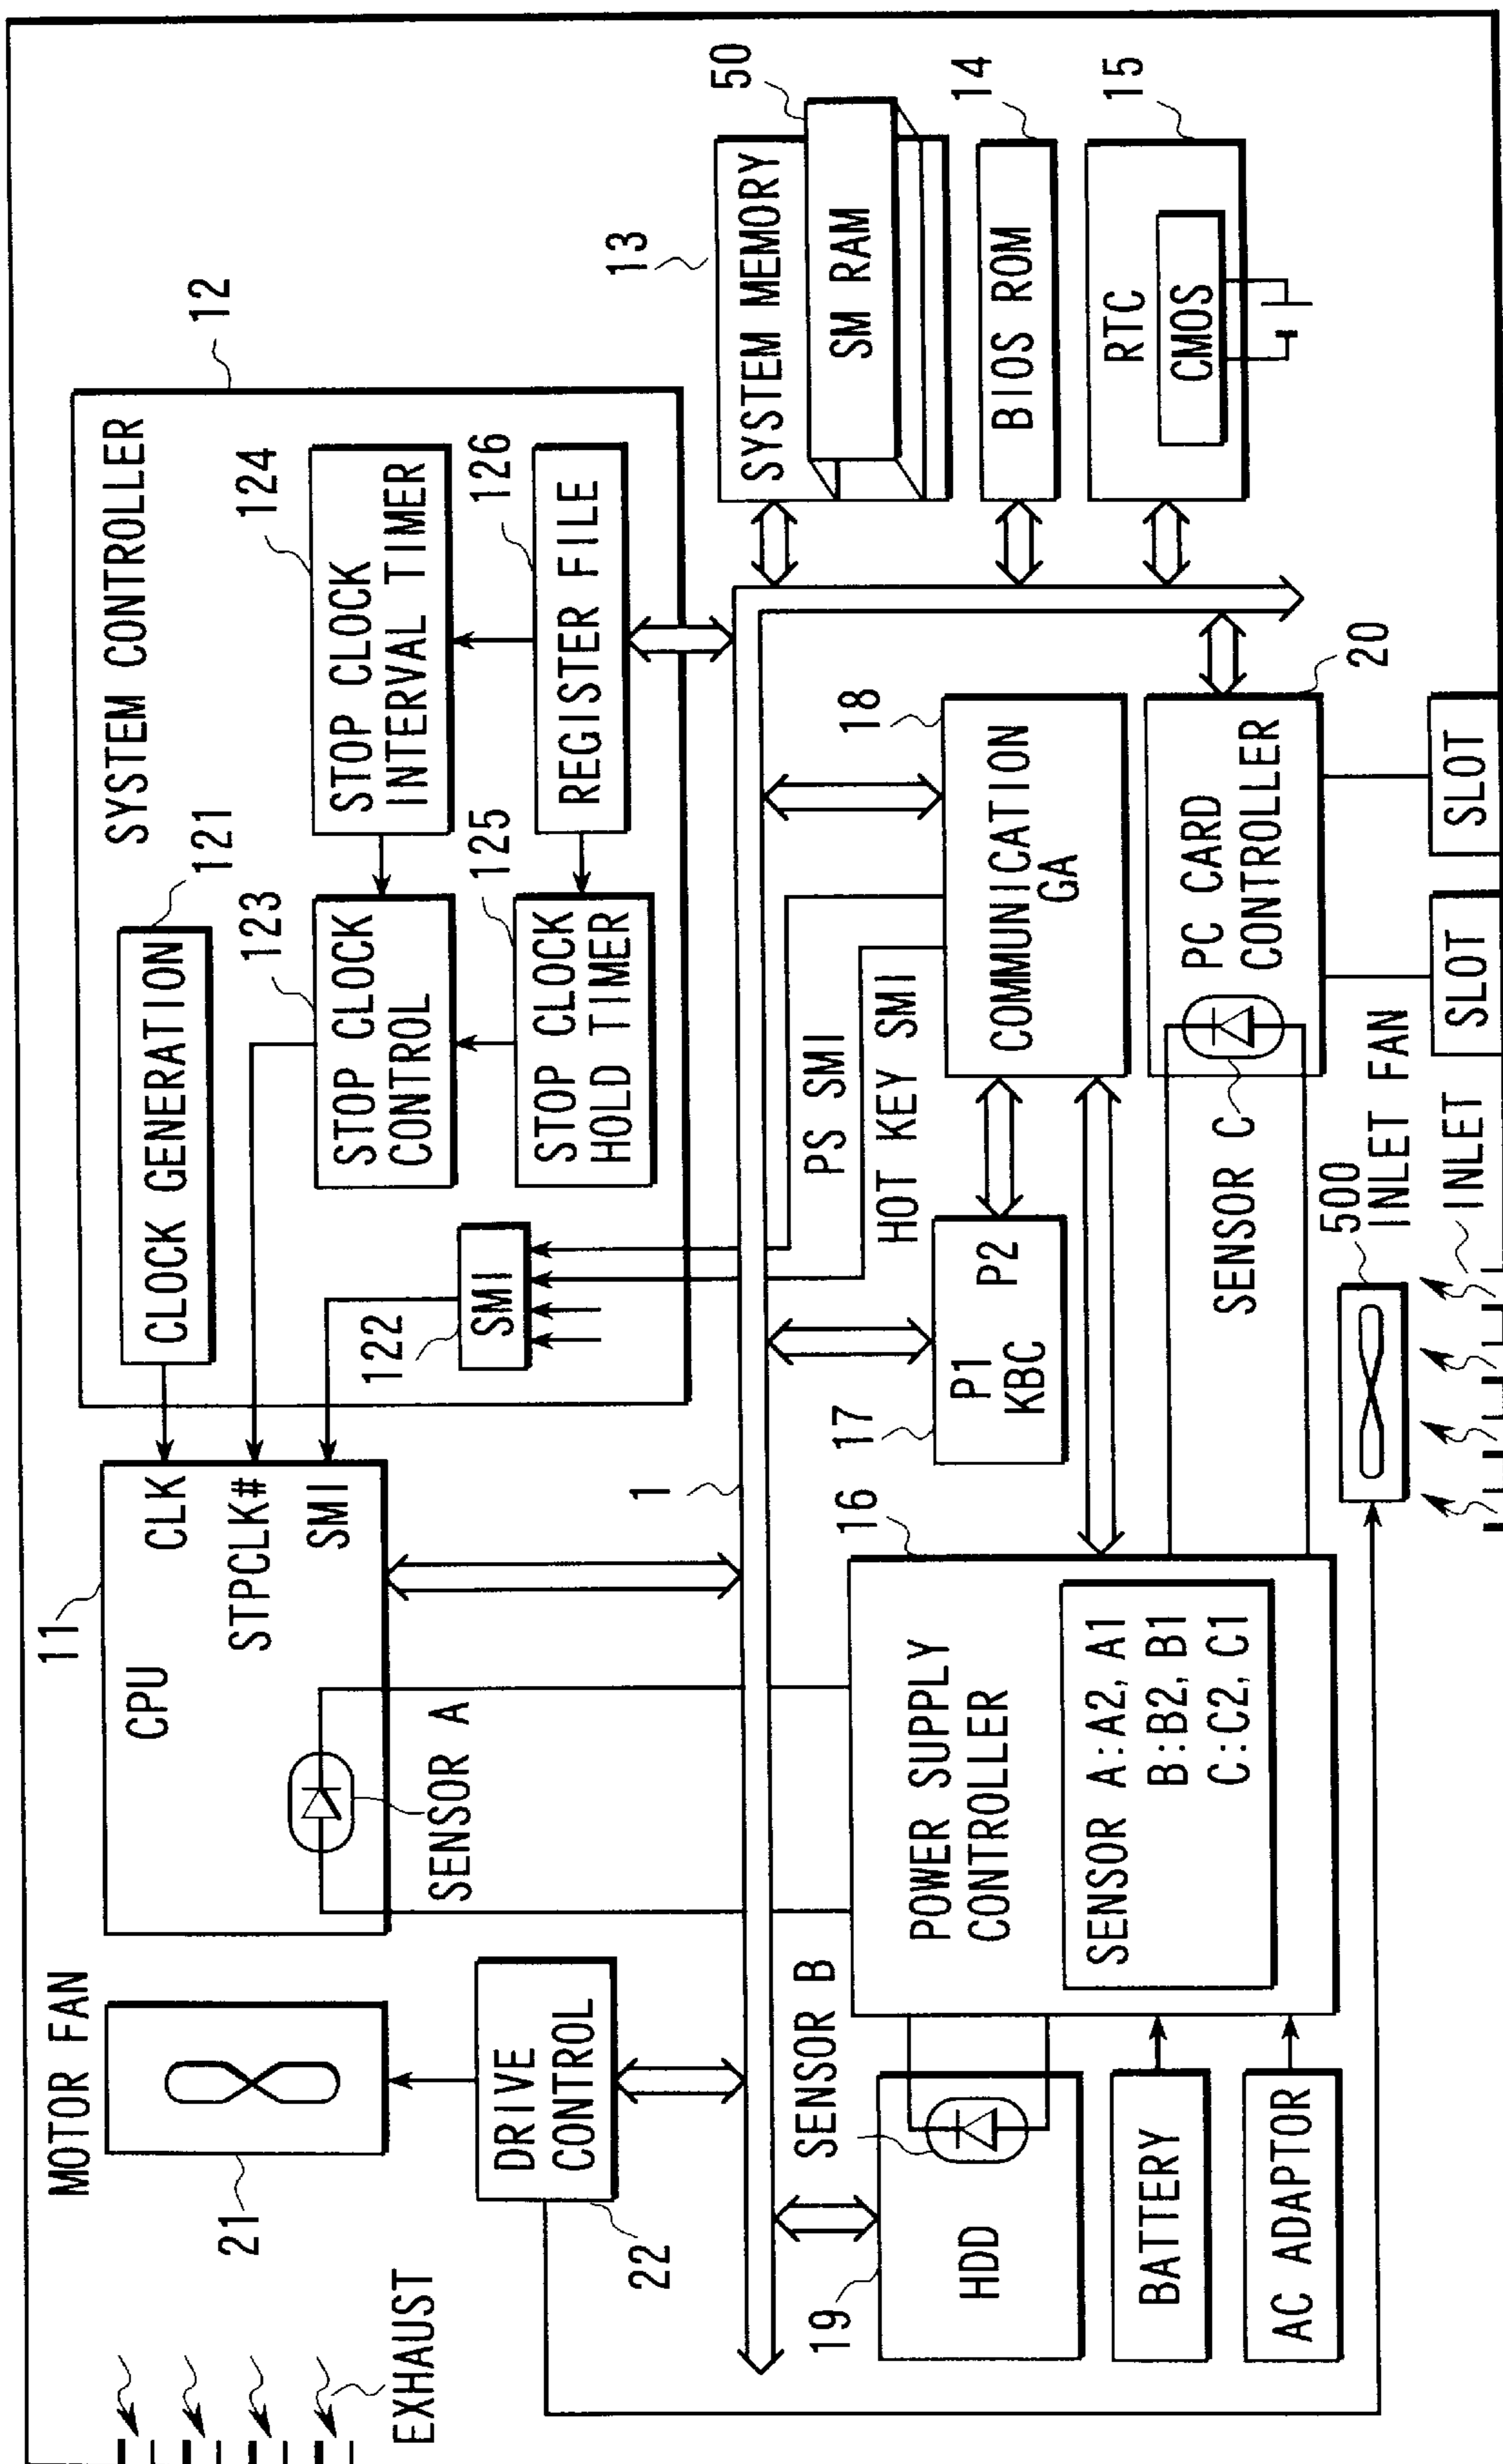 MOTOR FAN
21
EXHAUST
DRIVE
CONTROL
22
11
CPU
CLK
STPCLK#
SMI
SENSOR A
12
SYSTEM CONTROLLER
CLOCK GENERATION
121
123
STOP CLOCK
CONTROL
124
STOP CLOCK
INTERVAL TIMER
125
STOP CLOCK
HOLD TIMER
126
REGISTER FILE
122
SMI
13
SYSTEM MEMORY
50
SM RAM
14
BIOS ROM
15
RTC
CMOS
1
PS SMI
HOT KEY SMI
18
COMMUNICATION
GA
17
P1 P2
KBC
16
POWER SUPPLY
CONTROLLER
SENSOR A:A2, A1
B:B2, B1
C:C2, C1
SENSOR B
19
HDD
BATTERY
AC ADAPTOR
20
PC CARD
CONTROLLER
SENSOR C
SLOT
SLOT
500
INLET FAN
INLET